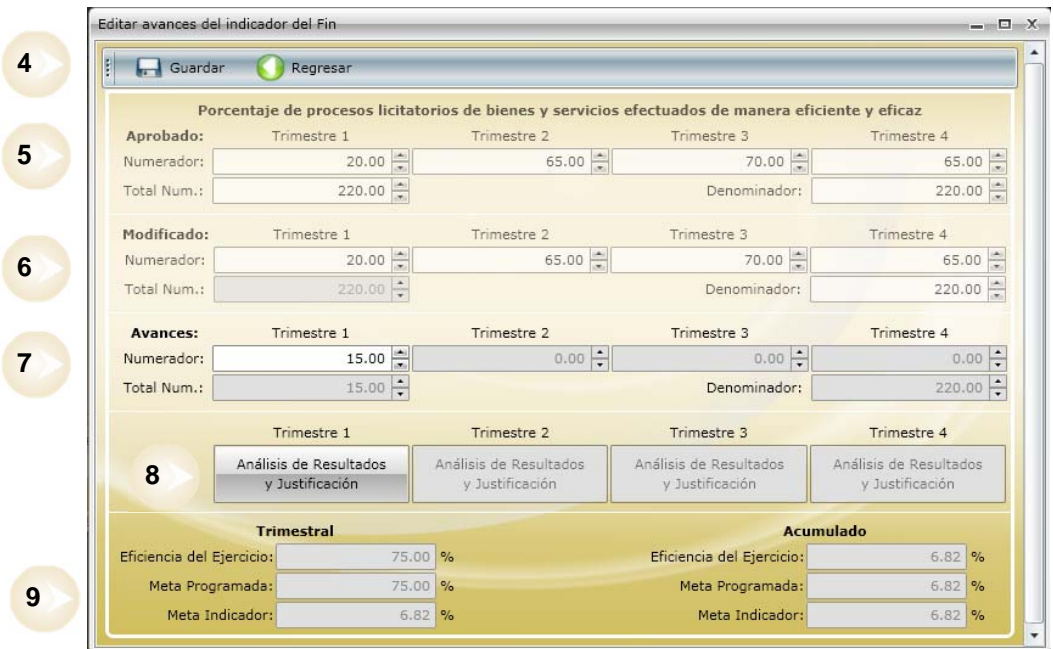 Editar avances del indicador del Fin
4
Guardar Regresar
Porcentaje de procesos licitatorios de bienes y servicios efectuados de manera eficiente y eficaz
5
Aprobado: Trimestre 1 Trimestre 2 Trimestre 3 Trimestre 4
Numerador: 20.00 65.00 70.00 65.00
Total Num.: 220.00 Denominador: 220.00
6
Modificado: Trimestre 1 Trimestre 2 Trimestre 3 Trimestre 4
Numerador: 20.00 65.00 70.00 65.00
Total Num.: 220.00 Denominador: 220.00
7
Avances: Trimestre 1 Trimestre 2 Trimestre 3 Trimestre 4
Numerador: 15.00 0.00 0.00 0.00
Total Num.: 15.00 Denominador: 220.00
Trimestre 1 Trimestre 2 Trimestre 3 Trimestre 4
8
Análisis de Resultados Análisis de Resultados Análisis de Resultados Análisis de Resultados
y Justificación y Justificación y Justificación y Justificación
Trimestral Acumulado
Eficiencia del Ejercicio: 75.00 % Eficiencia del Ejercicio: 6.82 %
9
Meta Programada: 75.00 % Meta Programada: 6.82 %
Meta Indicador: 6.82 % Meta Indicador: 6.82 %